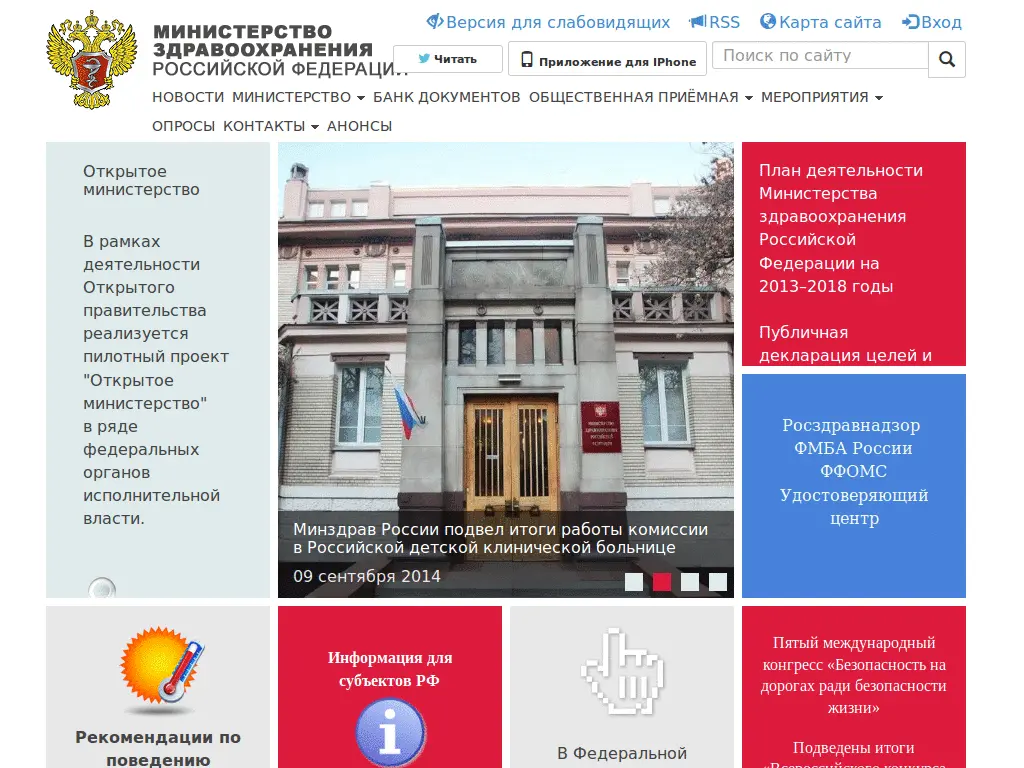 Версия для слабовидящих RSS Карта сайта Вход
МИНИСТЕРСТВО
ЗДРАВООХРАНЕНИЯ
РОССИЙСКОЙ ФЕДЕРАЦИИ
Читать
Приложение для IPhone
Поиск по сайту
НОВОСТИ МИНИСТЕРСТВО БАНК ДОКУМЕНТОВ ОБЩЕСТВЕННАЯ ПРИЁМНАЯ МЕРОПРИЯТИЯ
ОПРОСЫ КОНТАКТЫ АНОНСЫ
Открытое
министерство
В рамках
деятельности
Открытого
правительства
реализуется
пилотный проект
"Открытое
министерство"
в ряде
федеральных
органов
исполнительной
власти.
Минздрав России подвел итоги работы комиссии
в Российской детской клинической больнице
09 сентября 2014
План деятельности
Министерства
здравоохранения
Российской
Федерации на
2013–2018 годы
Публичная
декларация целей и
Росздравнадзор
ФМБА России
ФФОМС
Удостоверяющий
центр
Рекомендации по
поведению
Информация для
субъектов РФ
В Федеральной
Пятый международный
конгресс «Безопасность на
дорогах ради безопасности
жизни»
Подведены итоги
«Всероссийского конкурса